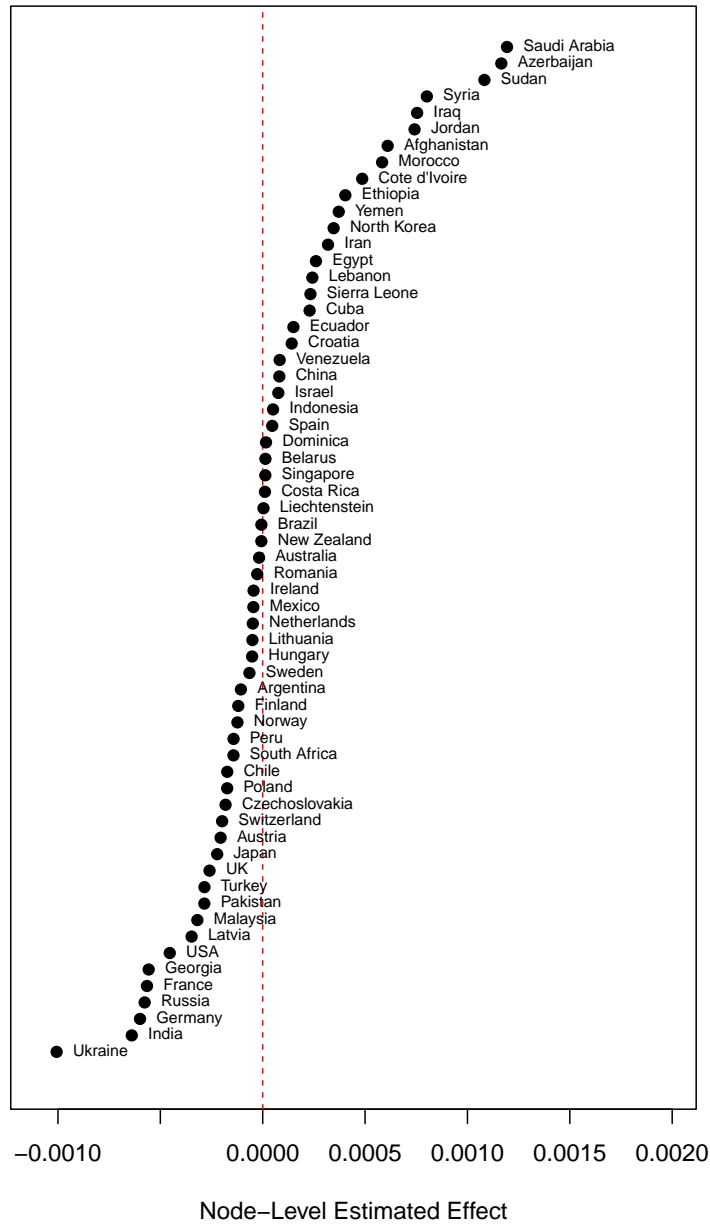 Saudi Arabia
Azerbaijan
Sudan
Syria
Iraq
Jordan
Afghanistan
Morocco
Cote d'Ivoire
Ethiopia
Yemen
North Korea
Iran
Egypt
Lebanon
Sierra Leone
Cuba
Ecuador
Croatia
Venezuela
China
Israel
Indonesia
Spain
Dominica
Belarus
Singapore
Costa Rica
Liechtenstein
Brazil
New Zealand
Australia
Romania
Ireland
Mexico
Netherlands
Lithuania
Hungary
Sweden
Argentina
Finland
Norway
Peru
South Africa
Chile
Poland
Czechoslovakia
Switzerland
Austria
Japan
UK
Turkey
Pakistan
Malaysia
Latvia
USA
Georgia
France
Russia
Germany
India
Ukraine
−0.0010 0.0000 0.0005 0.0010 0.0015 0.0020
Node−Level Estimated Effect